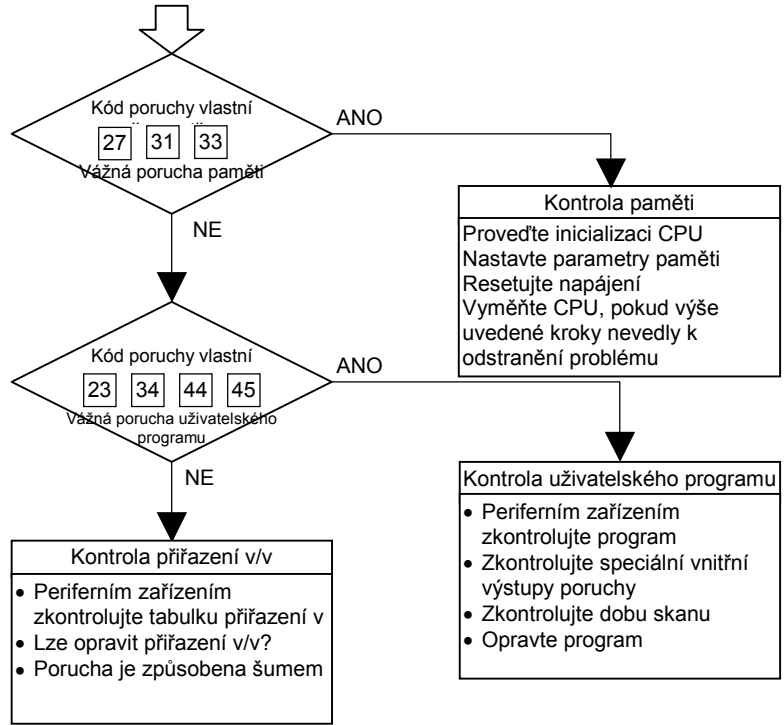 Kód poruchy vlastní
27 31 33
Vážná porucha paměti
ANO
NE
Kontrola paměti
Proveďte inicializaci CPU
Nastavte parametry paměti
Resetujte napájení
Vyměňte CPU, pokud výše
uvedené kroky nevedly k
odstranění problému
Kód poruchy vlastní
23 34 44 45
Vážná porucha uživatelského
programu
ANO
NE
Kontrola uživatelského programu
• Periferním zařízením
zkontrolujte program
• Zkontrolujte speciální vnitřní
výstupy poruchy
• Zkontrolujte dobu skanu
• Opravte program
Kontrola přiřazení v/v
• Periferním zařízením
zkontrolujte tabulku přiřazení v
• Lze opravit přiřazení v/v?
• Porucha je způsobena šumem